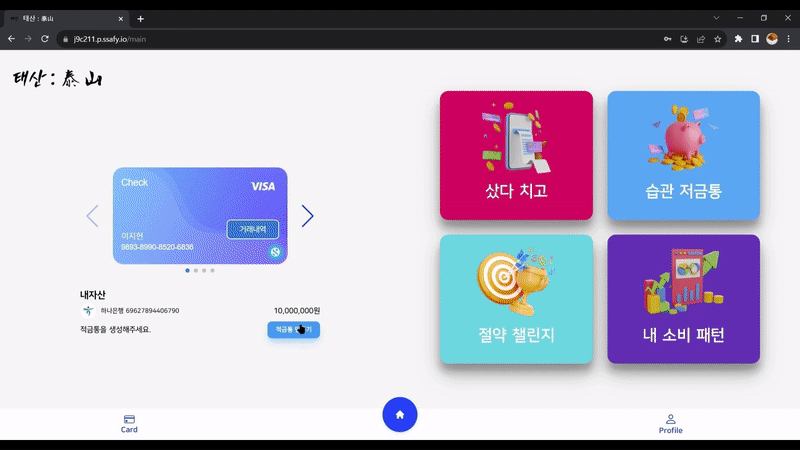 태산 : 泰山
j9c211.p.ssafy.io/main
태산 : 泰山
Check
VISA
거래내역
이지헌
9893-8990-8520-6836
내자산
하나은행 69627894406790
10,000,000원
적금통을 생성해주세요.
적금통
기
샀다 치고
습관 저금통
절약 챌린지
내 소비 패턴
Card
Profile